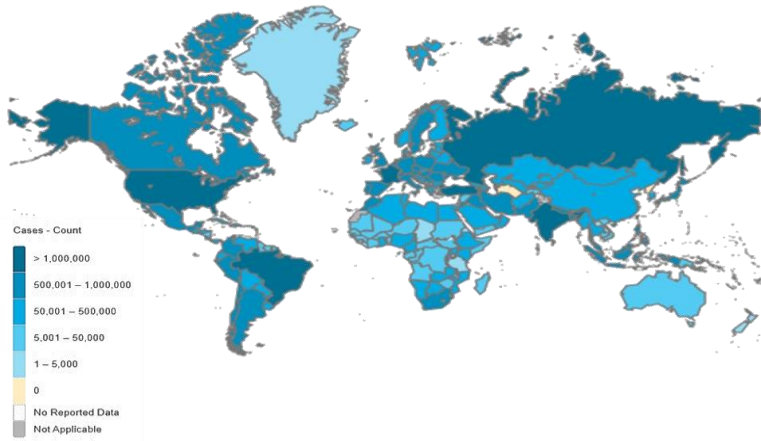 Cases - Count
> 1,000,000
500,001 – 1,000,000
50,001 – 500,000
5,001 – 50,000
1 – 5,000
0
No Reported Data
Not Applicable